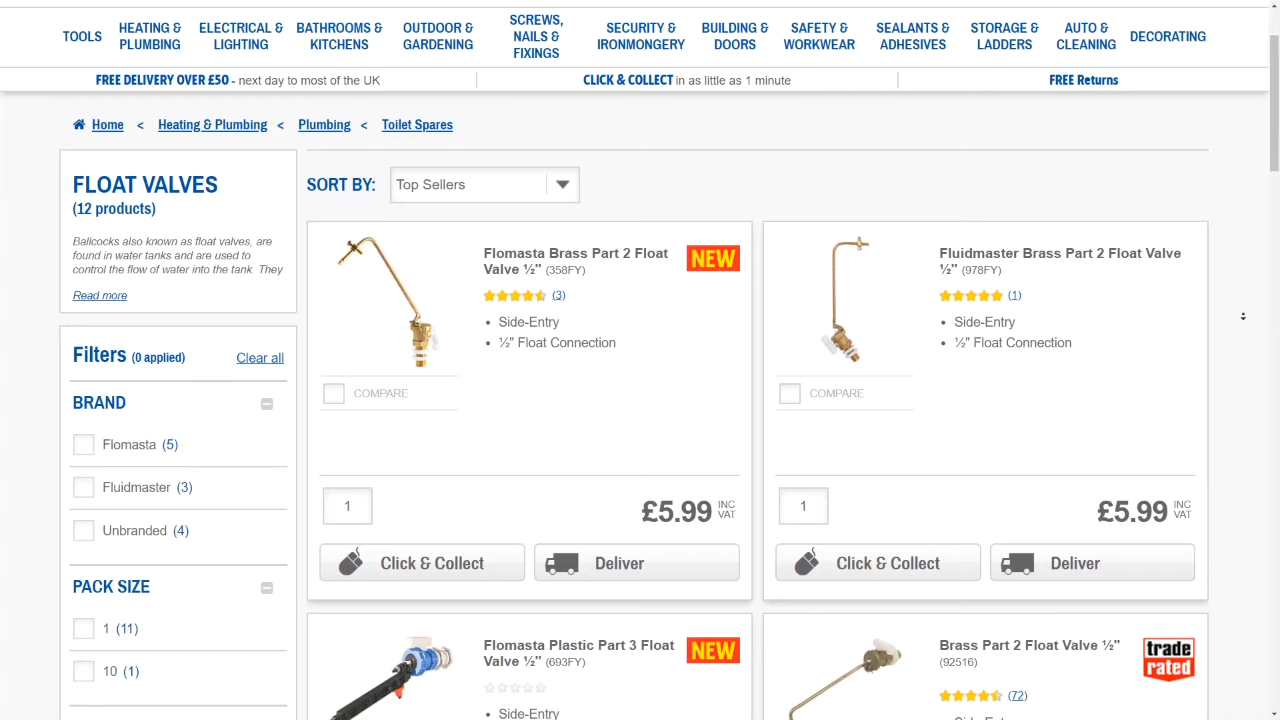 TOOLS
HEATING &
PLUMBING
ELECTRICAL &
LIGHTING
BATHROOMS &
KITCHENS
OUTDOOR &
GARDENING
SCREWS,
NAILS &
FIXINGS
SECURITY &
IRONMONGERY
BUILDING &
DOORS
SAFETY &
WORKWEAR
SEALANTS &
ADHESIVES
STORAGE &
LADDERS
AUTO &
CLEANING
DECORATING
FREE DELIVERY OVER £50 - next day to most of the UK
CLICK & COLLECT in as little as 1 minute
FREE Returns
Home < Heating & Plumbing < Plumbing < Toilet Spares
FLOAT VALVES
(12 products)
Ballcocks also known as float valves, are
found in water tanks and are used to
control the flow of water into the tank. They
Read more
Filters (0 applied) Clear all
BRAND
Flomasta (5)
Fluidmaster (3)
Unbranded (4)
PACK SIZE
1 (11)
10 (1)
SORT BY: Top Sellers
Flomasta Brass Part 2 Float
Valve ½" (358FY)
NEW
(3)
• Side-Entry
• ½" Float Connection
COMPARE
1
£5.99 INC
VAT
Click & Collect
Deliver
Fluidmaster Brass Part 2 Float Valve
½" (978FY)
(1)
• Side-Entry
• ½" Float Connection
COMPARE
1
£5.99 INC
VAT
Click & Collect
Deliver
Flomasta Plastic Part 3 Float
Valve ½" (693FY)
NEW
• Side-Entry
Brass Part 2 Float Valve ½"
(92516)
trade
rated
(72)
• Side-Entry